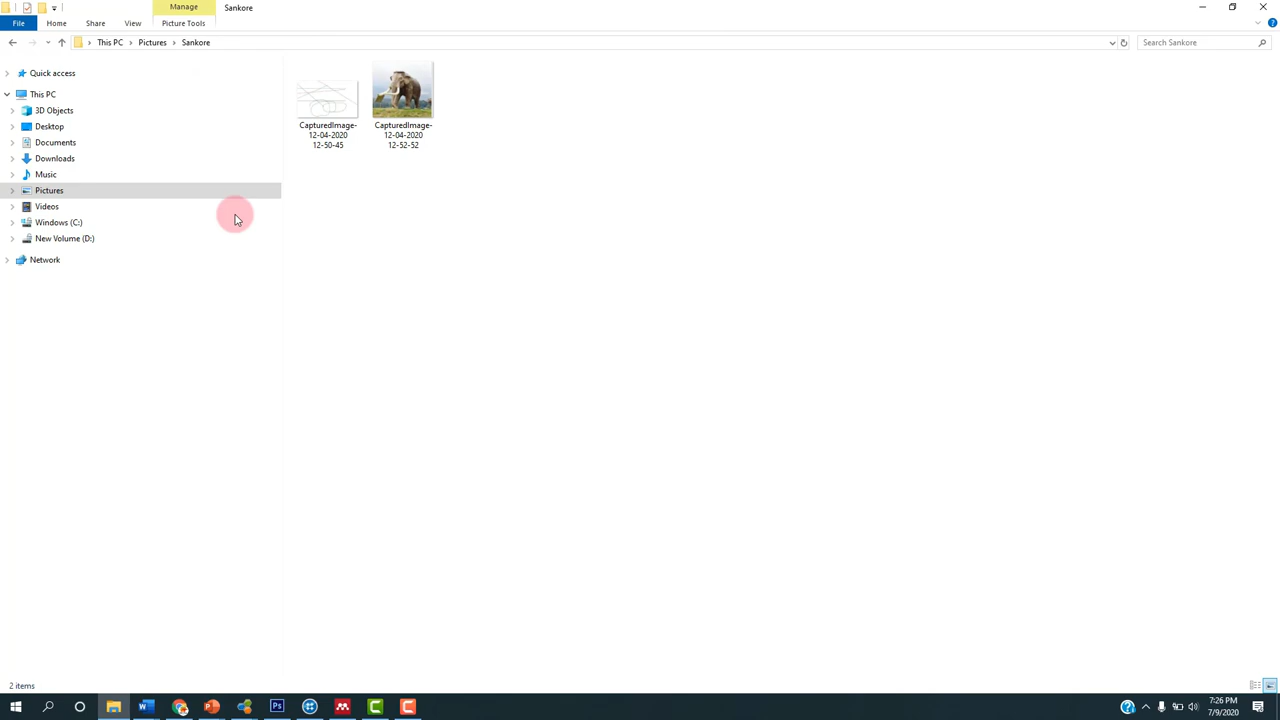 Manage
Sankore
File
Home
Share
View
Picture Tools
This PC
Pictures
Sankore
Search Sankore
Quick access
This PC
3D Objects
Desktop
Documents
Downloads
Music
Pictures
Videos
Windows (C:)
New Volume (D:)
Network
CapturedImage-
12-04-2020
12-50-45
CapturedImage-
12-04-2020
12-52-52
2 items
7:26 PM
7/9/2020